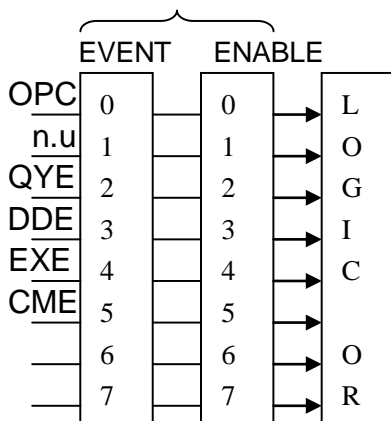 EVENT ENABLE
OPC 0 0 L
n.u 1 1 O
QYE 2 2 G
DDE 3 3 I
EXE 4 4 C
CME 5 5
6 6 O
7 7 R